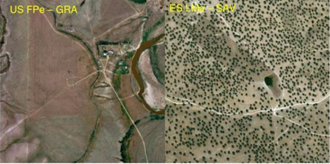 US FPe – GRA
ES LMa – SAV